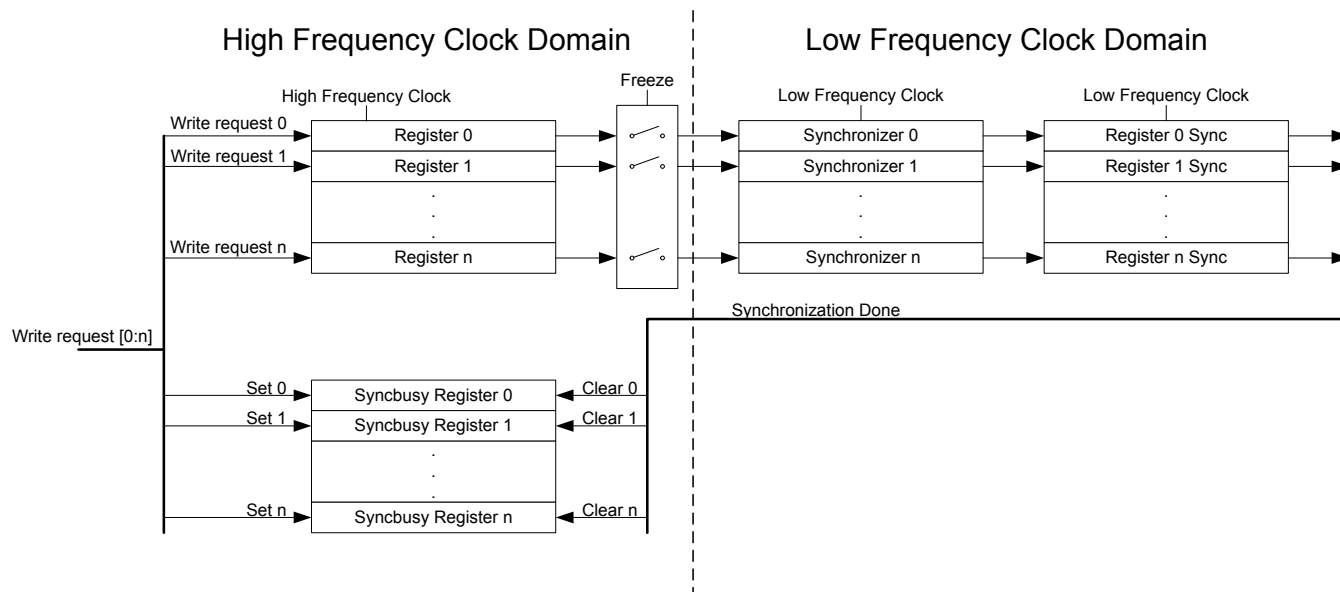 High Frequency Clock Domain
Low Frequency Clock Domain
Freeze
High Frequency Clock
Low Frequency Clock
Low Frequency Clock
Write request 0
Register 0
Synchronizer 0
Register 0 Sync
Write request 1
Register 1
Synchronizer 1
Register 1 Sync
.
.
.
.
.
.
.
.
.
Write request n
Register n
Synchronizer n
Register n Sync
Synchronization Done
Write request [0:n]
Set 0
Syncbusy Register 0
Clear 0
Set 1
Syncbusy Register 1
Clear 1
.
.
.
Set n
Syncbusy Register n
Clear n